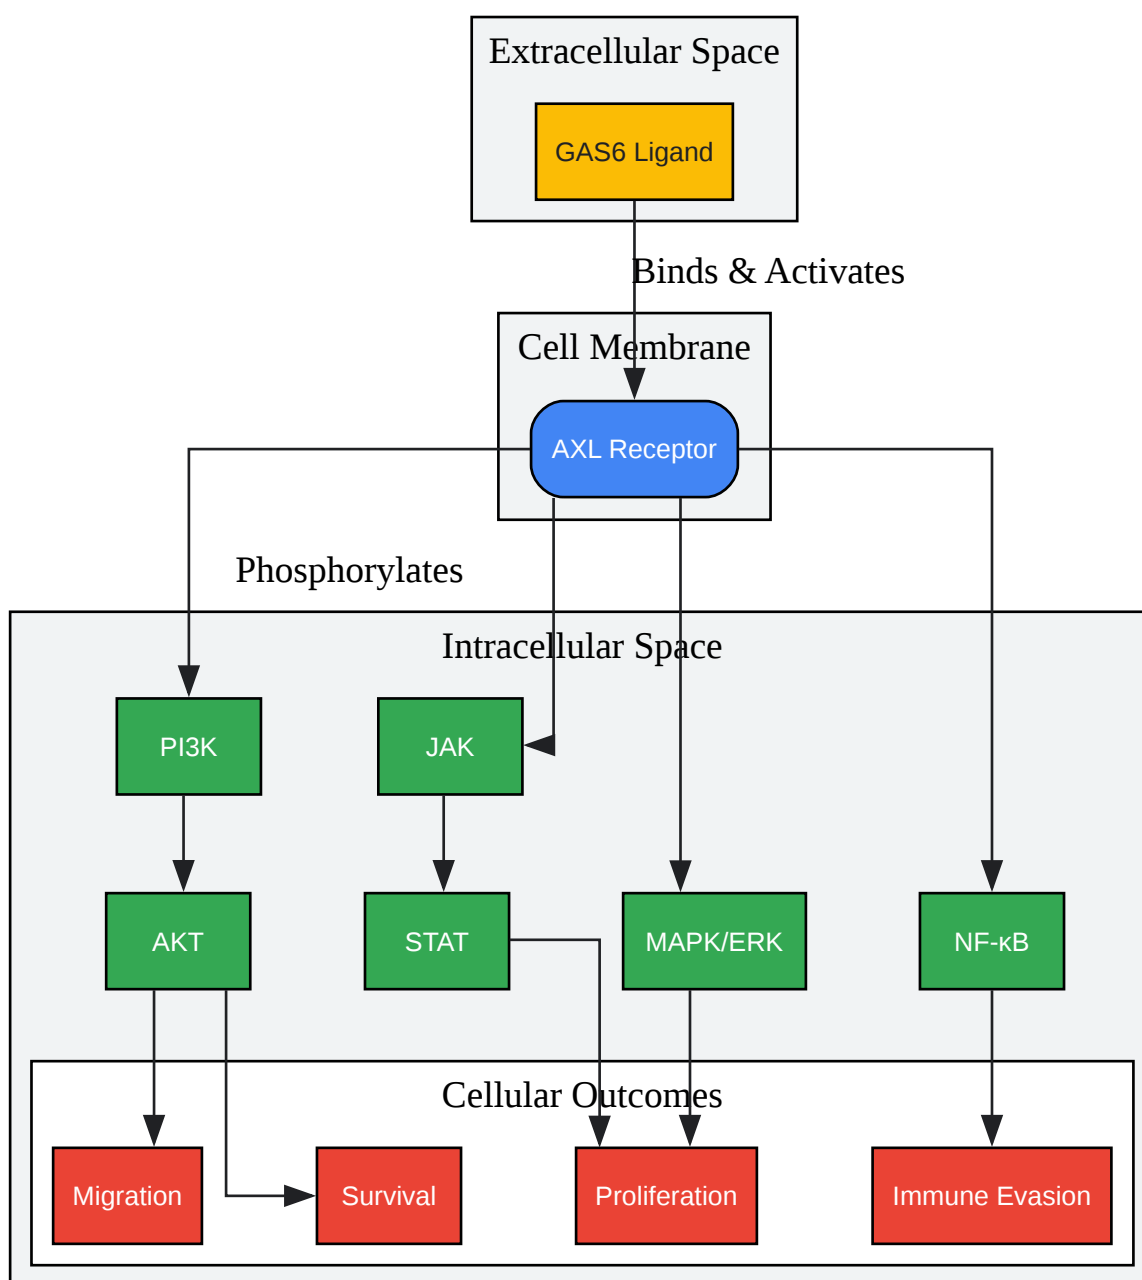 Extracellular Space
GAS6 Ligand
Binds & Activates
Cell Membrane
AXL Receptor
Phosphorylates
Intracellular Space
PI3K
JAK
AKT
STAT
MAPK/ERK
NF-κB
Cellular Outcomes
Migration
Survival
Proliferation
Immune Evasion